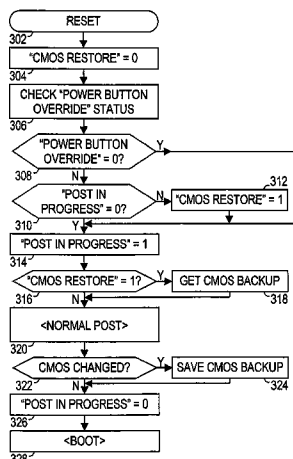 RESET
302
"CMOS RESTORE" = 0
304
CHECK "POWER BUTTON
OVERRIDE" STATUS
306
"POWER BUTTON
OVERRIDE" = 0?
Y
308
N
"POST IN
PROGRESS" = 0?
N
312
"CMOS RESTORE" = 1
310
Y
"POST IN PROGRESS" = 1
314
"CMOS RESTORE" = 1?
Y
GET CMOS BACKUP
316
N
318
<NORMAL POST>
320
CMOS CHANGED?
Y
SAVE CMOS BACKUP
322
N
324
"POST IN PROGRESS" = 0
326
<BOOT>
328